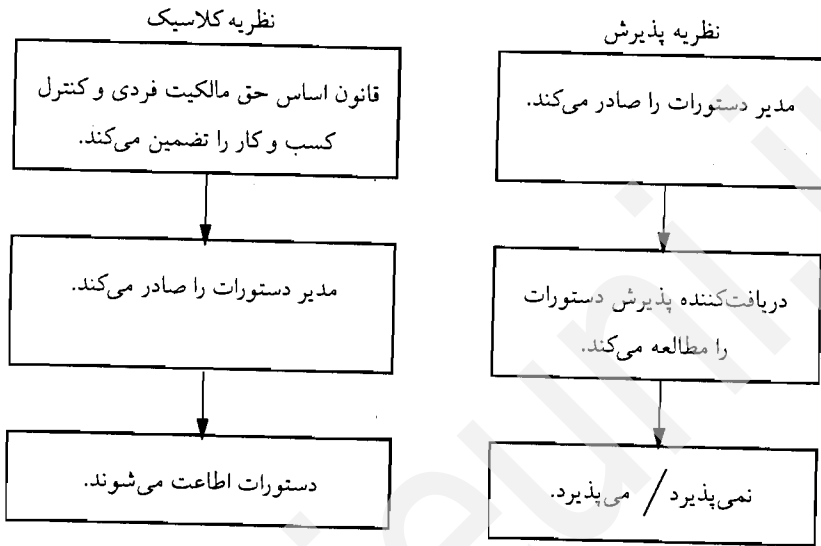 نظریه پذیرش
مدیر دستورات را صادر می‌کند.
دریافت‌کننده پذیرش دستورات
را مطالعه می‌کند.
نمی‌پذیرد / می‌پذیرد.
نظریه کلاسیک
قانون اساس حق مالکیت فردی و کنترل
کسب و کار را تضمین می‌کند.
مدیر دستورات را صادر می‌کند.
دستورات اطاعت می‌شوند.